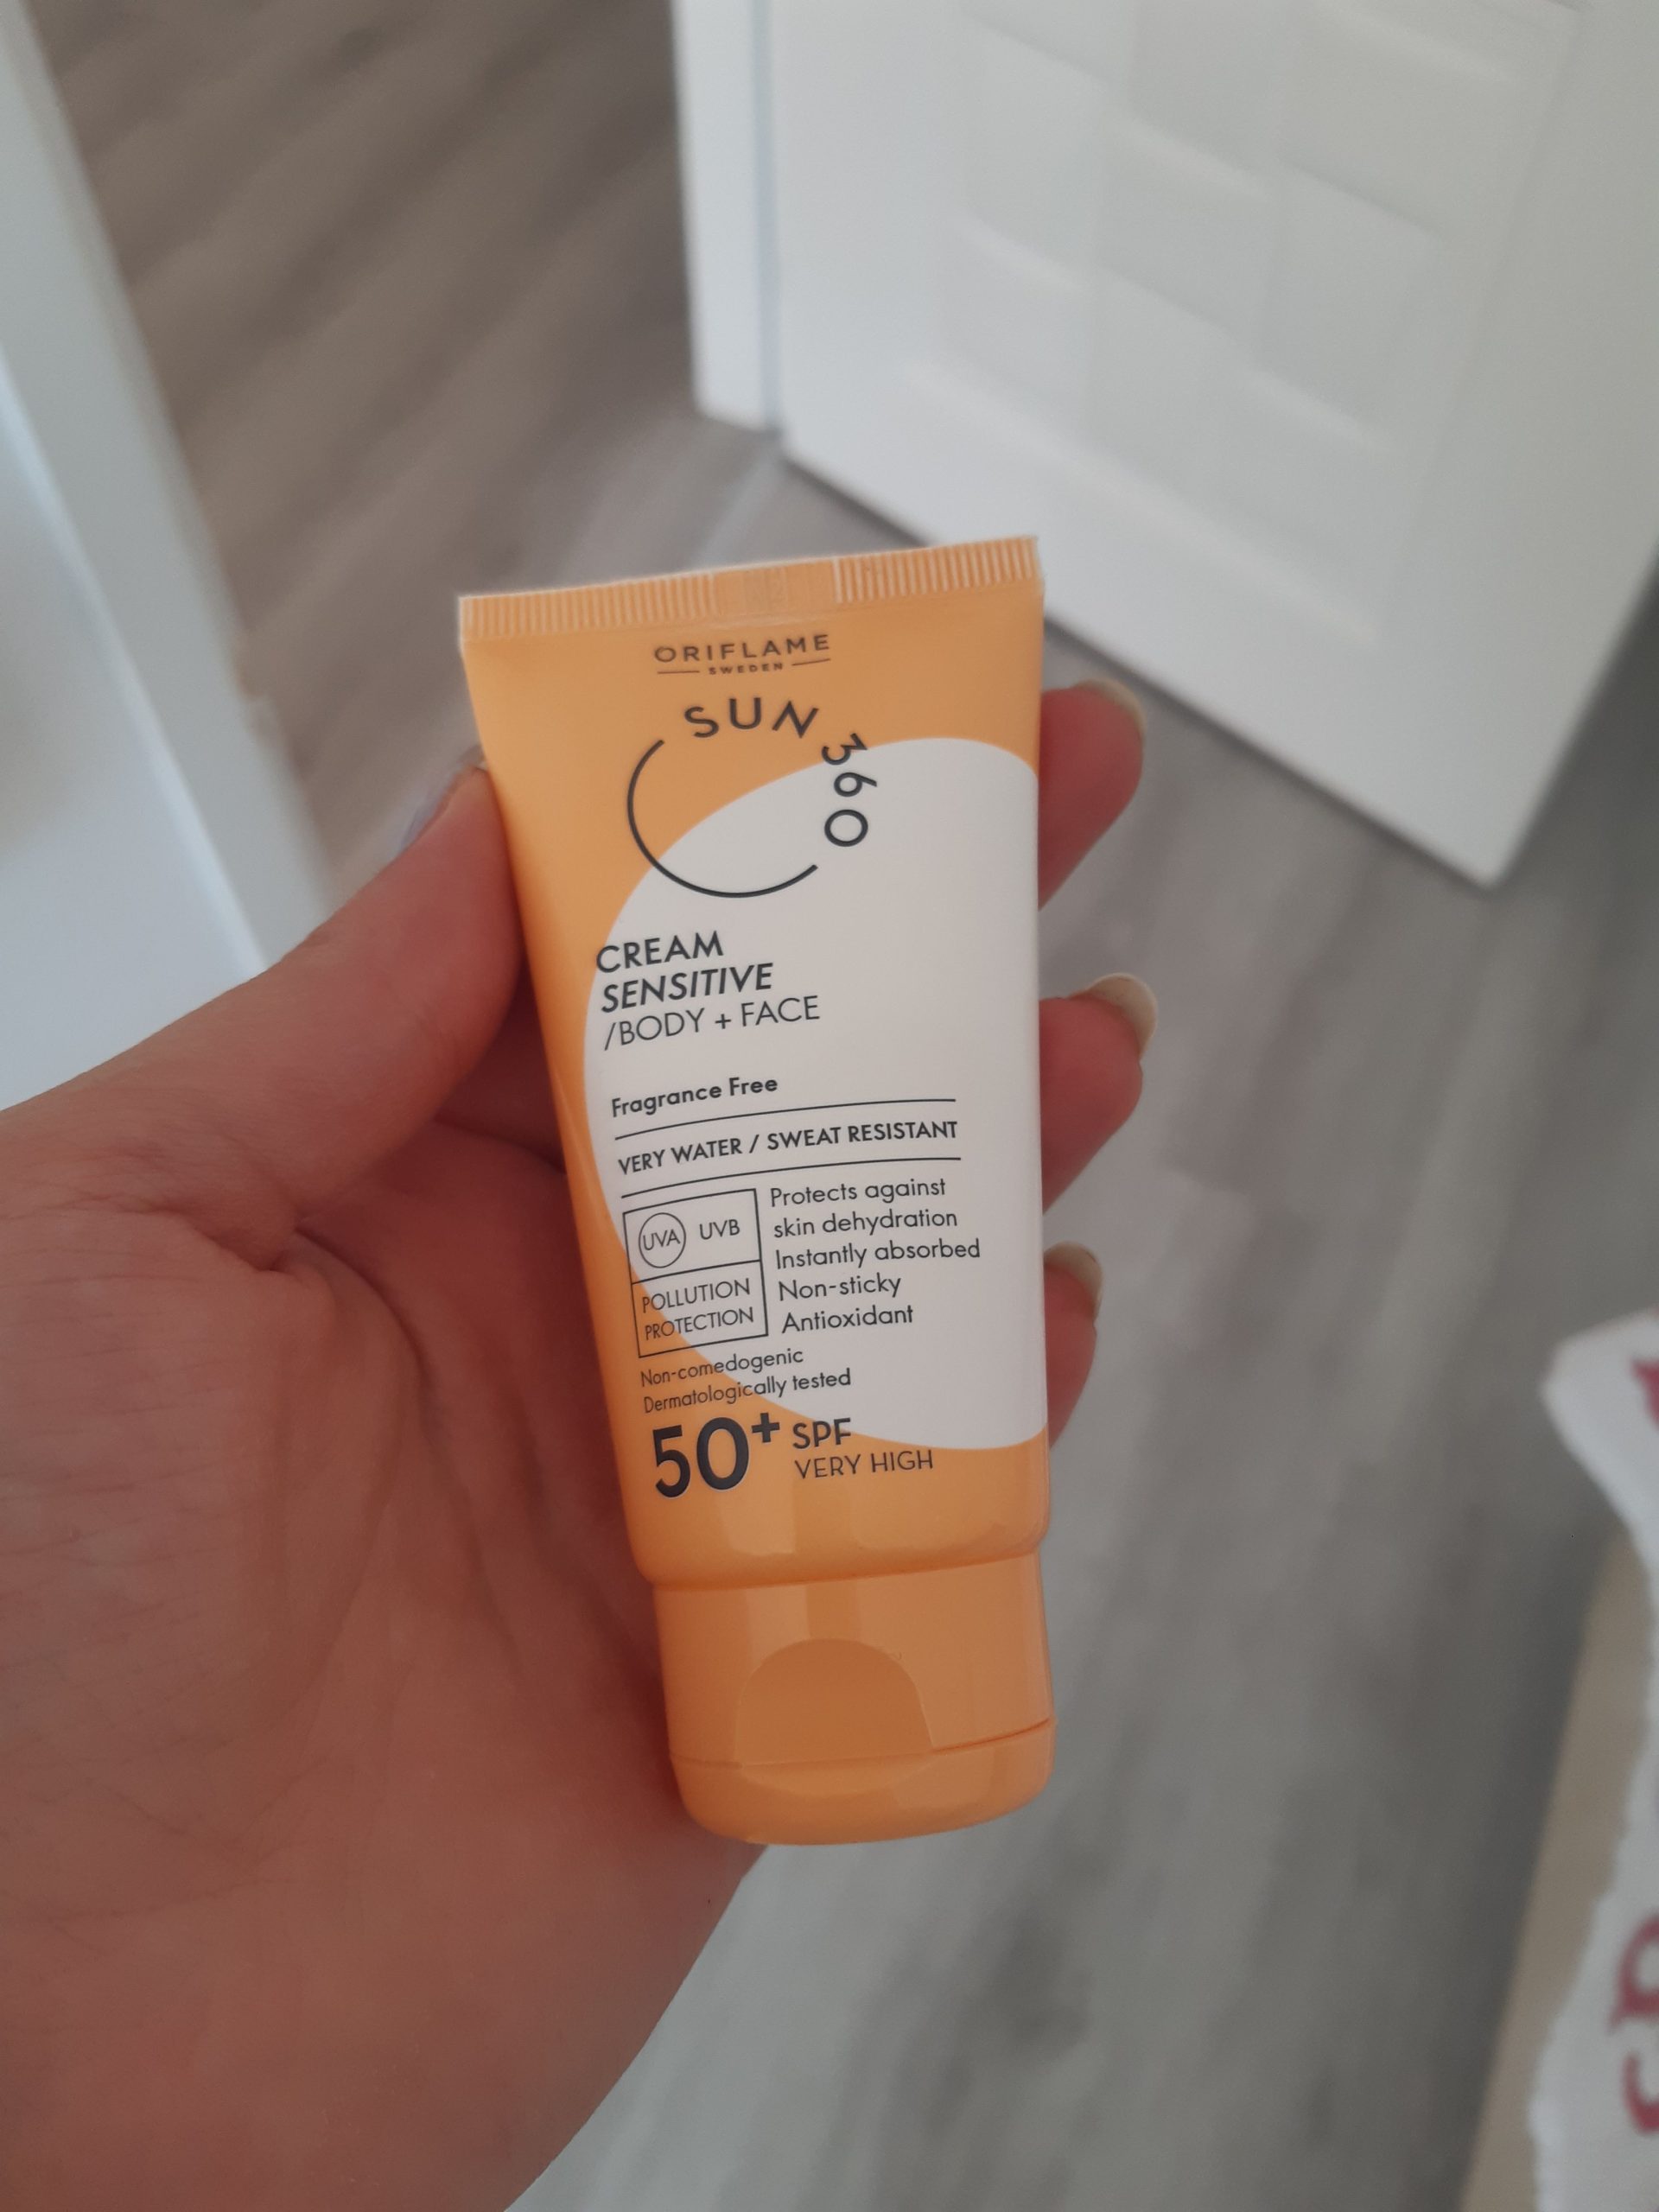 ORIFLAME
SWEDEN
SUN 360
CREAM
SENSITIVE
/BODY + FACE
Fragrance Free
VERY WATER / SWEAT RESISTANT
UVA UVB
POLLUTION
PROTECTION
Protects against
skin dehydration
Instantly absorbed
Non-sticky
Antioxidant
Non-comedogenic
Dermatologically tested
50+ SPF
VERY HIGH